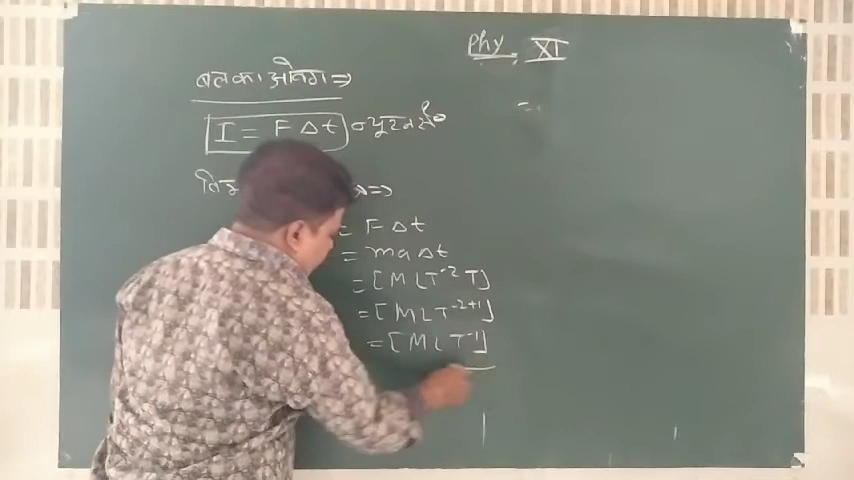 Phy. XI
बल का आवेग ⇒
I = F Δt न्यूटन से०
⇒
= F Δt
= ma Δt
= [M L T⁻² T]
= [M L T⁻²⁺¹]
= [M L T⁻¹]